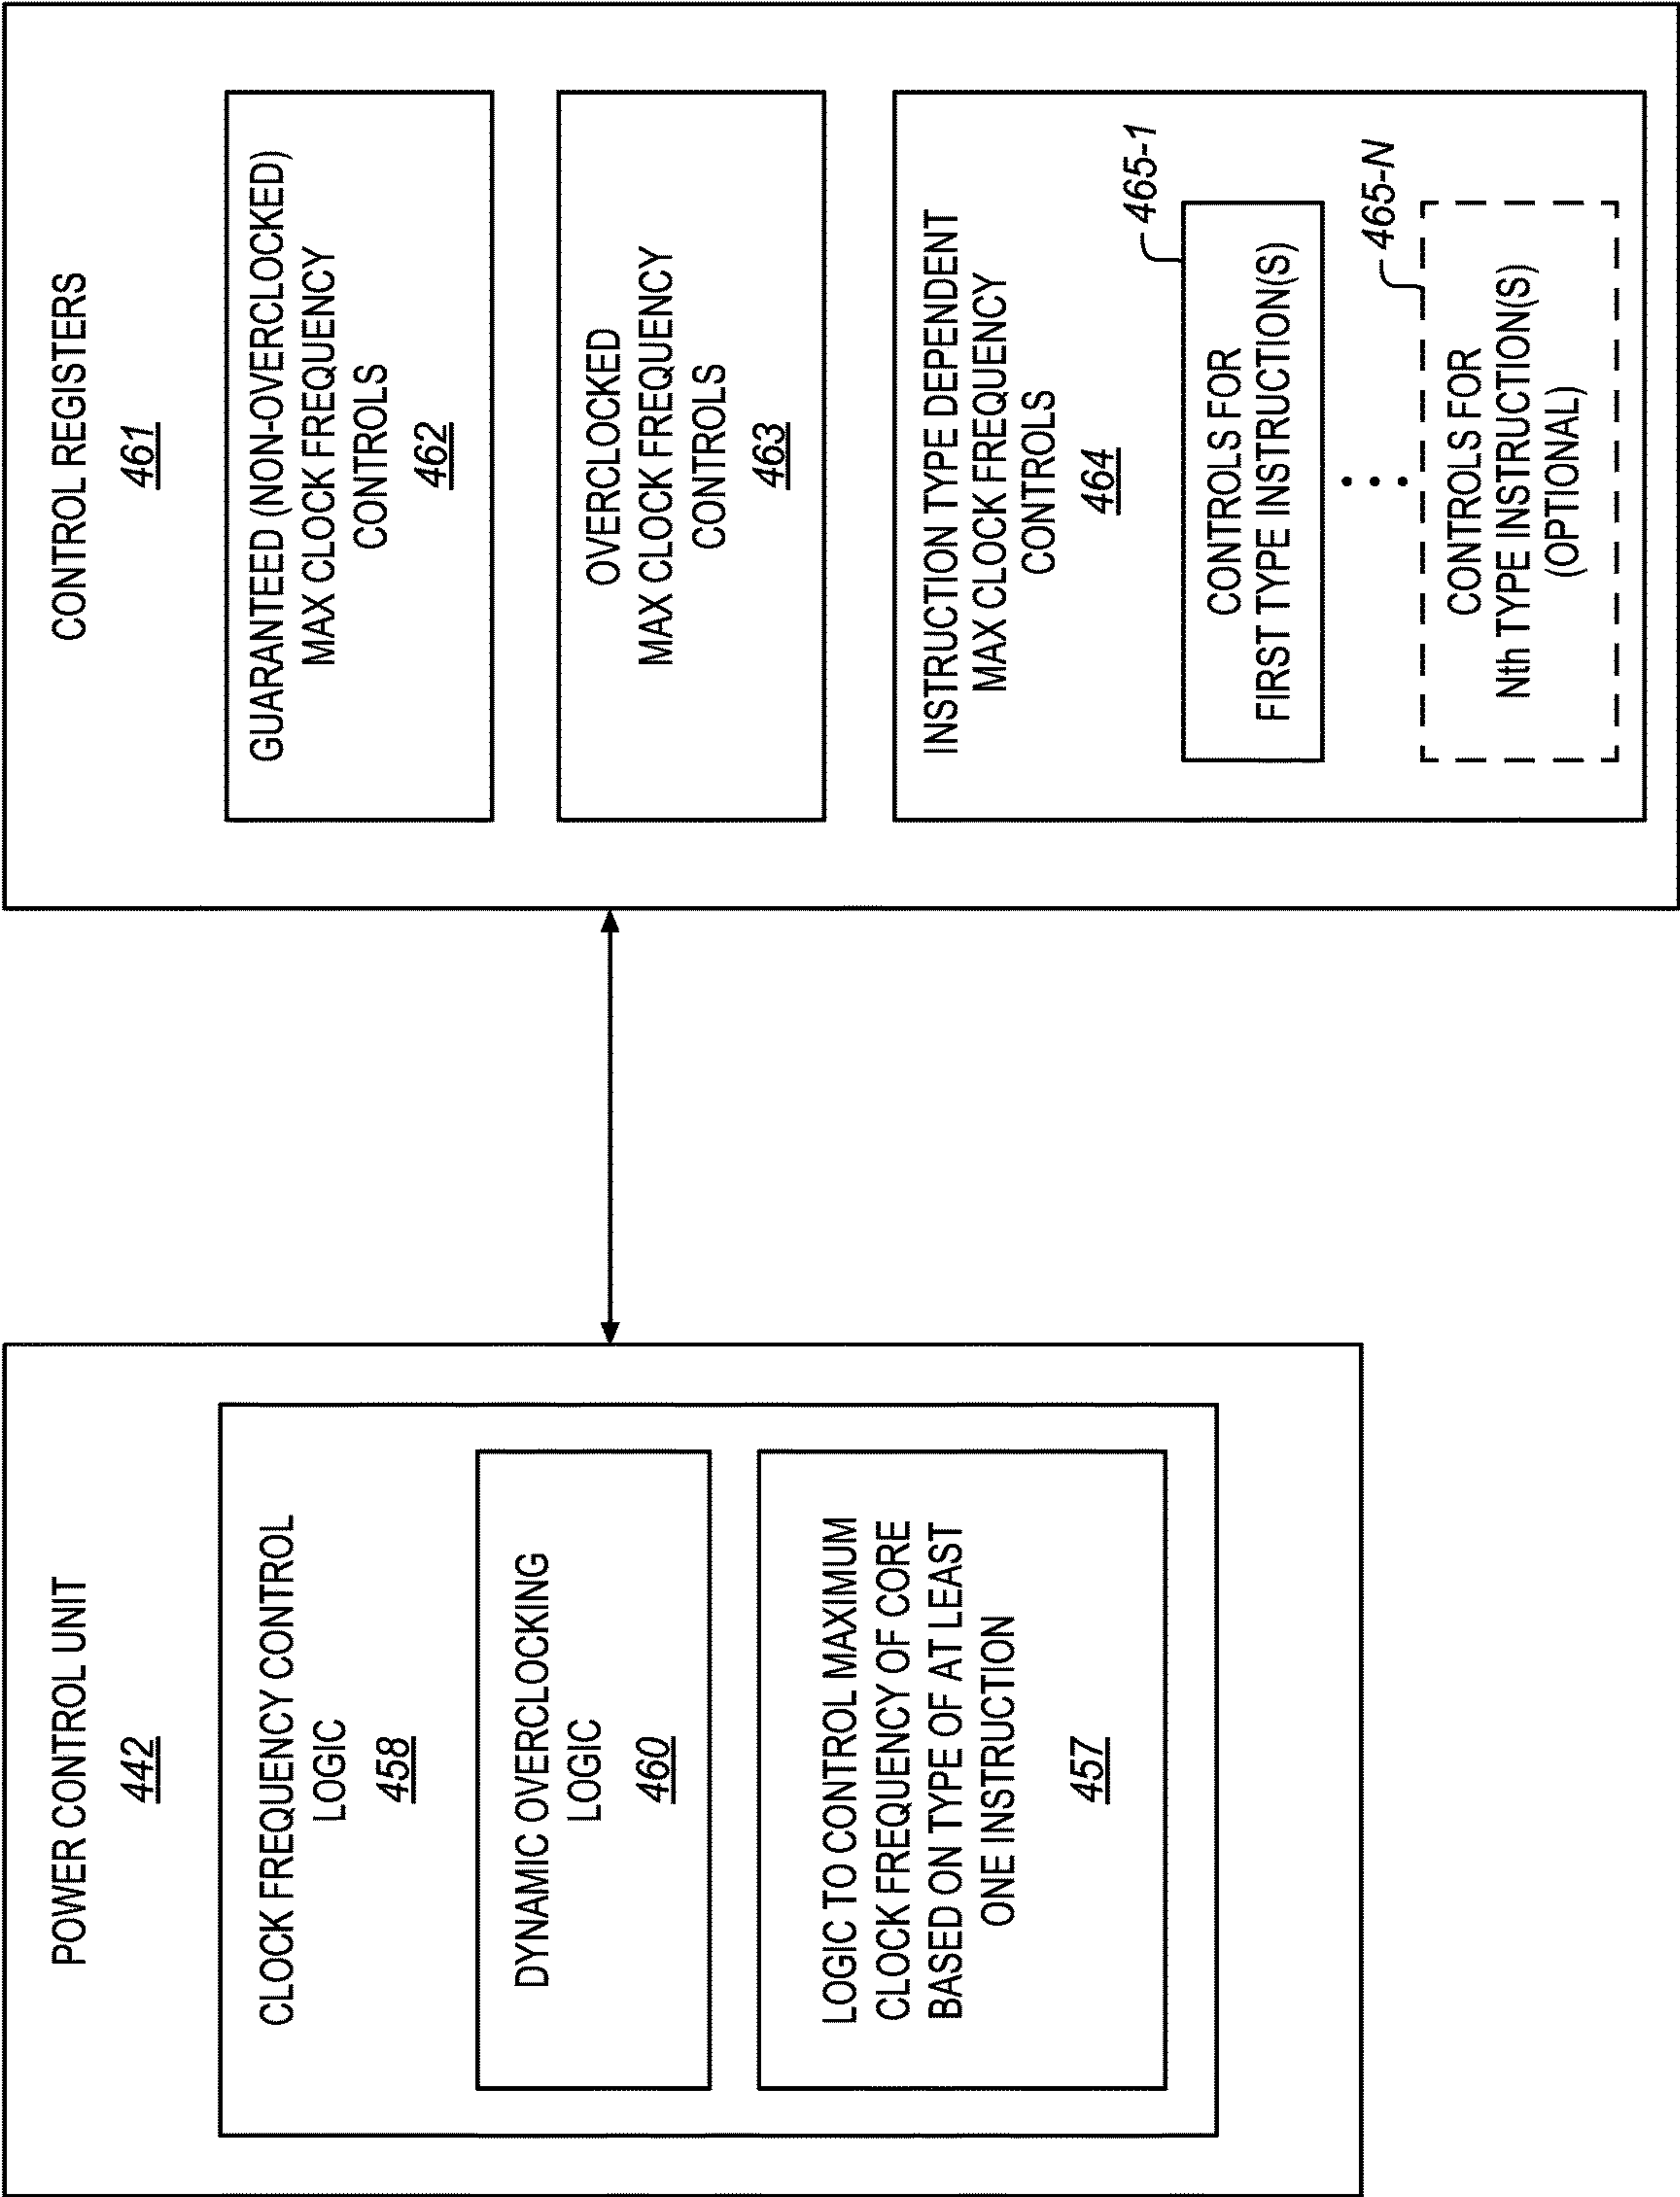 POWER CONTROL UNIT
442
CLOCK FREQUENCY CONTROL
LOGIC
458
DYNAMIC OVERCLOCKING
LOGIC
460
LOGIC TO CONTROL MAXIMUM
CLOCK FREQUENCY OF CORE
BASED ON TYPE OF AT LEAST
ONE INSTRUCTION
457
CONTROL REGISTERS
461
GUARANTEED (NON-OVERCLOCKED)
MAX CLOCK FREQUENCY
CONTROLS
462
OVERCLOCKED
MAX CLOCK FREQUENCY
CONTROLS
463
INSTRUCTION TYPE DEPENDENT
MAX CLOCK FREQUENCY
CONTROLS
464
465-1
CONTROLS FOR
FIRST TYPE INSTRUCTION(S)
465-N
CONTROLS FOR
Nth TYPE INSTRUCTION(S)
(OPTIONAL)